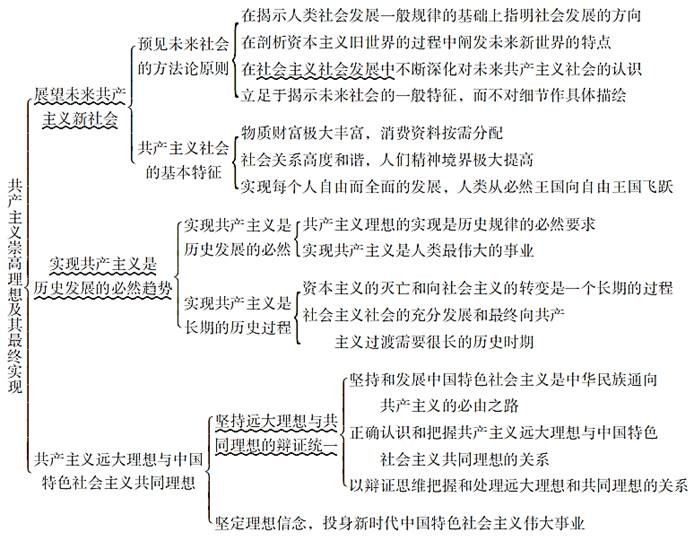 共产主义崇高理想及其最终实现
展望未来共产
主义新社会
预见未来社会
的方法论原则
在揭示人类社会发展一般规律的基础上指明社会发展的方向
在剖析资本主义旧世界的过程中阐发未来新世界的特点
在社会主义社会发展中不断深化对未来共产主义社会的认识
立足于揭示未来社会的一般特征，而不对细节作具体描绘
共产主义社会
的基本特征
物质财富极大丰富，消费资料按需分配
社会关系高度和谐，人们精神境界极大提高
实现每个人自由而全面的发展，人类从必然王国向自由王国飞跃
实现共产主义是
历史发展的必然趋势
实现共产主义是
历史发展的必然
共产主义理想的实现是历史规律的必然要求
实现共产主义是人类最伟大的事业
实现共产主义是
长期的历史过程
资本主义的灭亡和向社会主义的转变是一个长期的过程
社会主义社会的充分发展和最终向共产
主义过渡需要很长的历史时期
共产主义远大理想与中国
特色社会主义共同理想
坚持远大理想与共
同理想的辩证统一
坚持和发展中国特色社会主义是中华民族通向
共产主义的必由之路
正确认识和把握共产主义远大理想与中国特色
社会主义共同理想的关系
以辩证思维把握和处理远大理想和共同理想的关系
坚定理想信念，投身新时代中国特色社会主义伟大事业